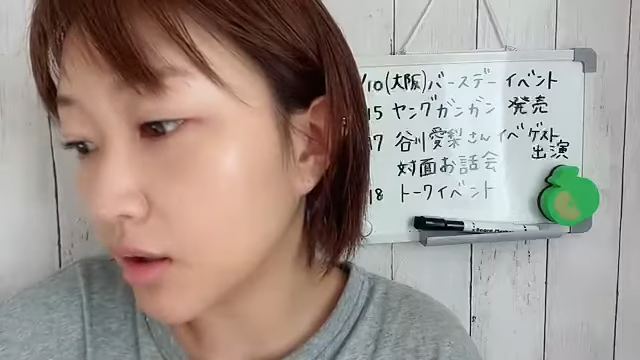 /10(大阪)バースデーイベント
15 ヤングガンガン 発売
17 谷川愛梨さんイベゲスト出演
対面お話会
18 トークイベント